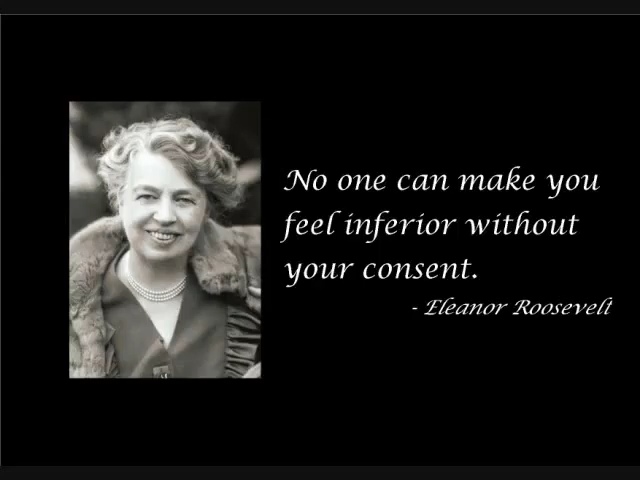 No one can make you
feel inferior without
your consent.
- Eleanor Roosevelt